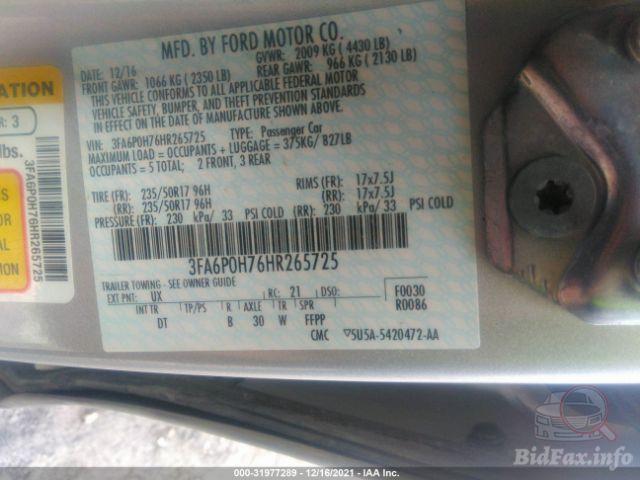 MFD. BY FORD MOTOR CO.
DATE: 12/16 GVWR: 2009 KG ( 4430 LB)
FRONT GAWR: 1066 KG ( 2350 LB) REAR GAWR: 966 KG ( 2130 LB)
THIS VEHICLE CONFORMS TO ALL APPLICABLE FEDERAL MOTOR
VEHICLE SAFETY, BUMPER, AND THEFT PREVENTION STANDARDS
IN EFFECT ON THE DATE OF MANUFACTURE SHOWN ABOVE.
VIN: 3FA6P0H76HR265725 TYPE: Passenger Car
MAXIMUM LOAD = OCCUPANTS + LUGGAGE = 375KG/ 827LB
OCCUPANTS = 5 TOTAL; 2 FRONT, 3 REAR
TIRE (FR): 235/50R17 96H RIMS (FR): 17x7.5J
(RR): 235/50R17 96H (RR): 17x7.5J
PRESSURE (FR): 230 kPa/ 33 PSI COLD (RR): 230 kPa/ 33 PSI COLD
3FA6P0H76HR265725
TRAILER TOWING - SEE OWNER GUIDE
EXT PNT: UX RC: 21 DSO: F0030
INT TR TP/PS R AXLE TR SPR R0086
DT B 30 W FFPP
CMC 5U5A-5420472-AA
ATION
R: 3
lbs.
3FA6P0H76HR265725
MATION
000-31977289 - 12/16/2021 - IAA Inc.
BidFax.info